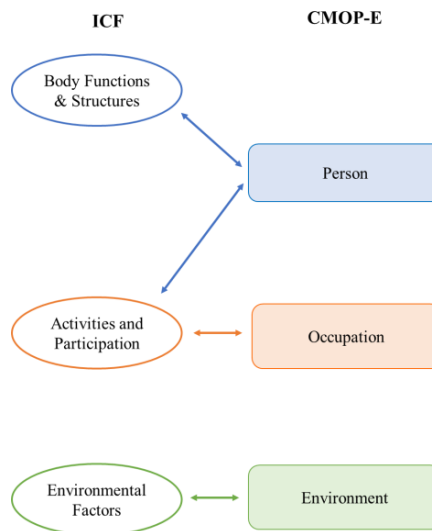 ICF
CMOP-E
Body Functions
& Structures
Person
Activities and
Participation
Occupation
Environmental
Factors
Environment